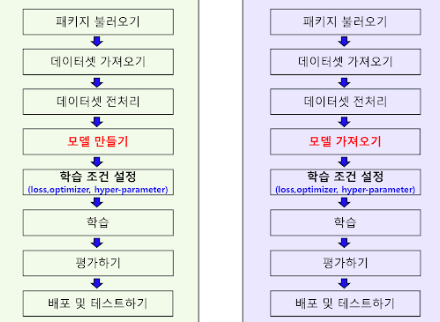 패키지 불러오기
데이터셋 가져오기
데이터셋 전처리
모델 만들기
학습 조건 설정
(loss,optimizer, hyper-parameter)
학습
평가하기
배포 및 테스트하기
패키지 불러오기
데이터셋 가져오기
데이터셋 전처리
모델 가져오기
학습 조건 설정
(loss,optimizer, hyper-parameter)
학습
평가하기
배포 및 테스트하기